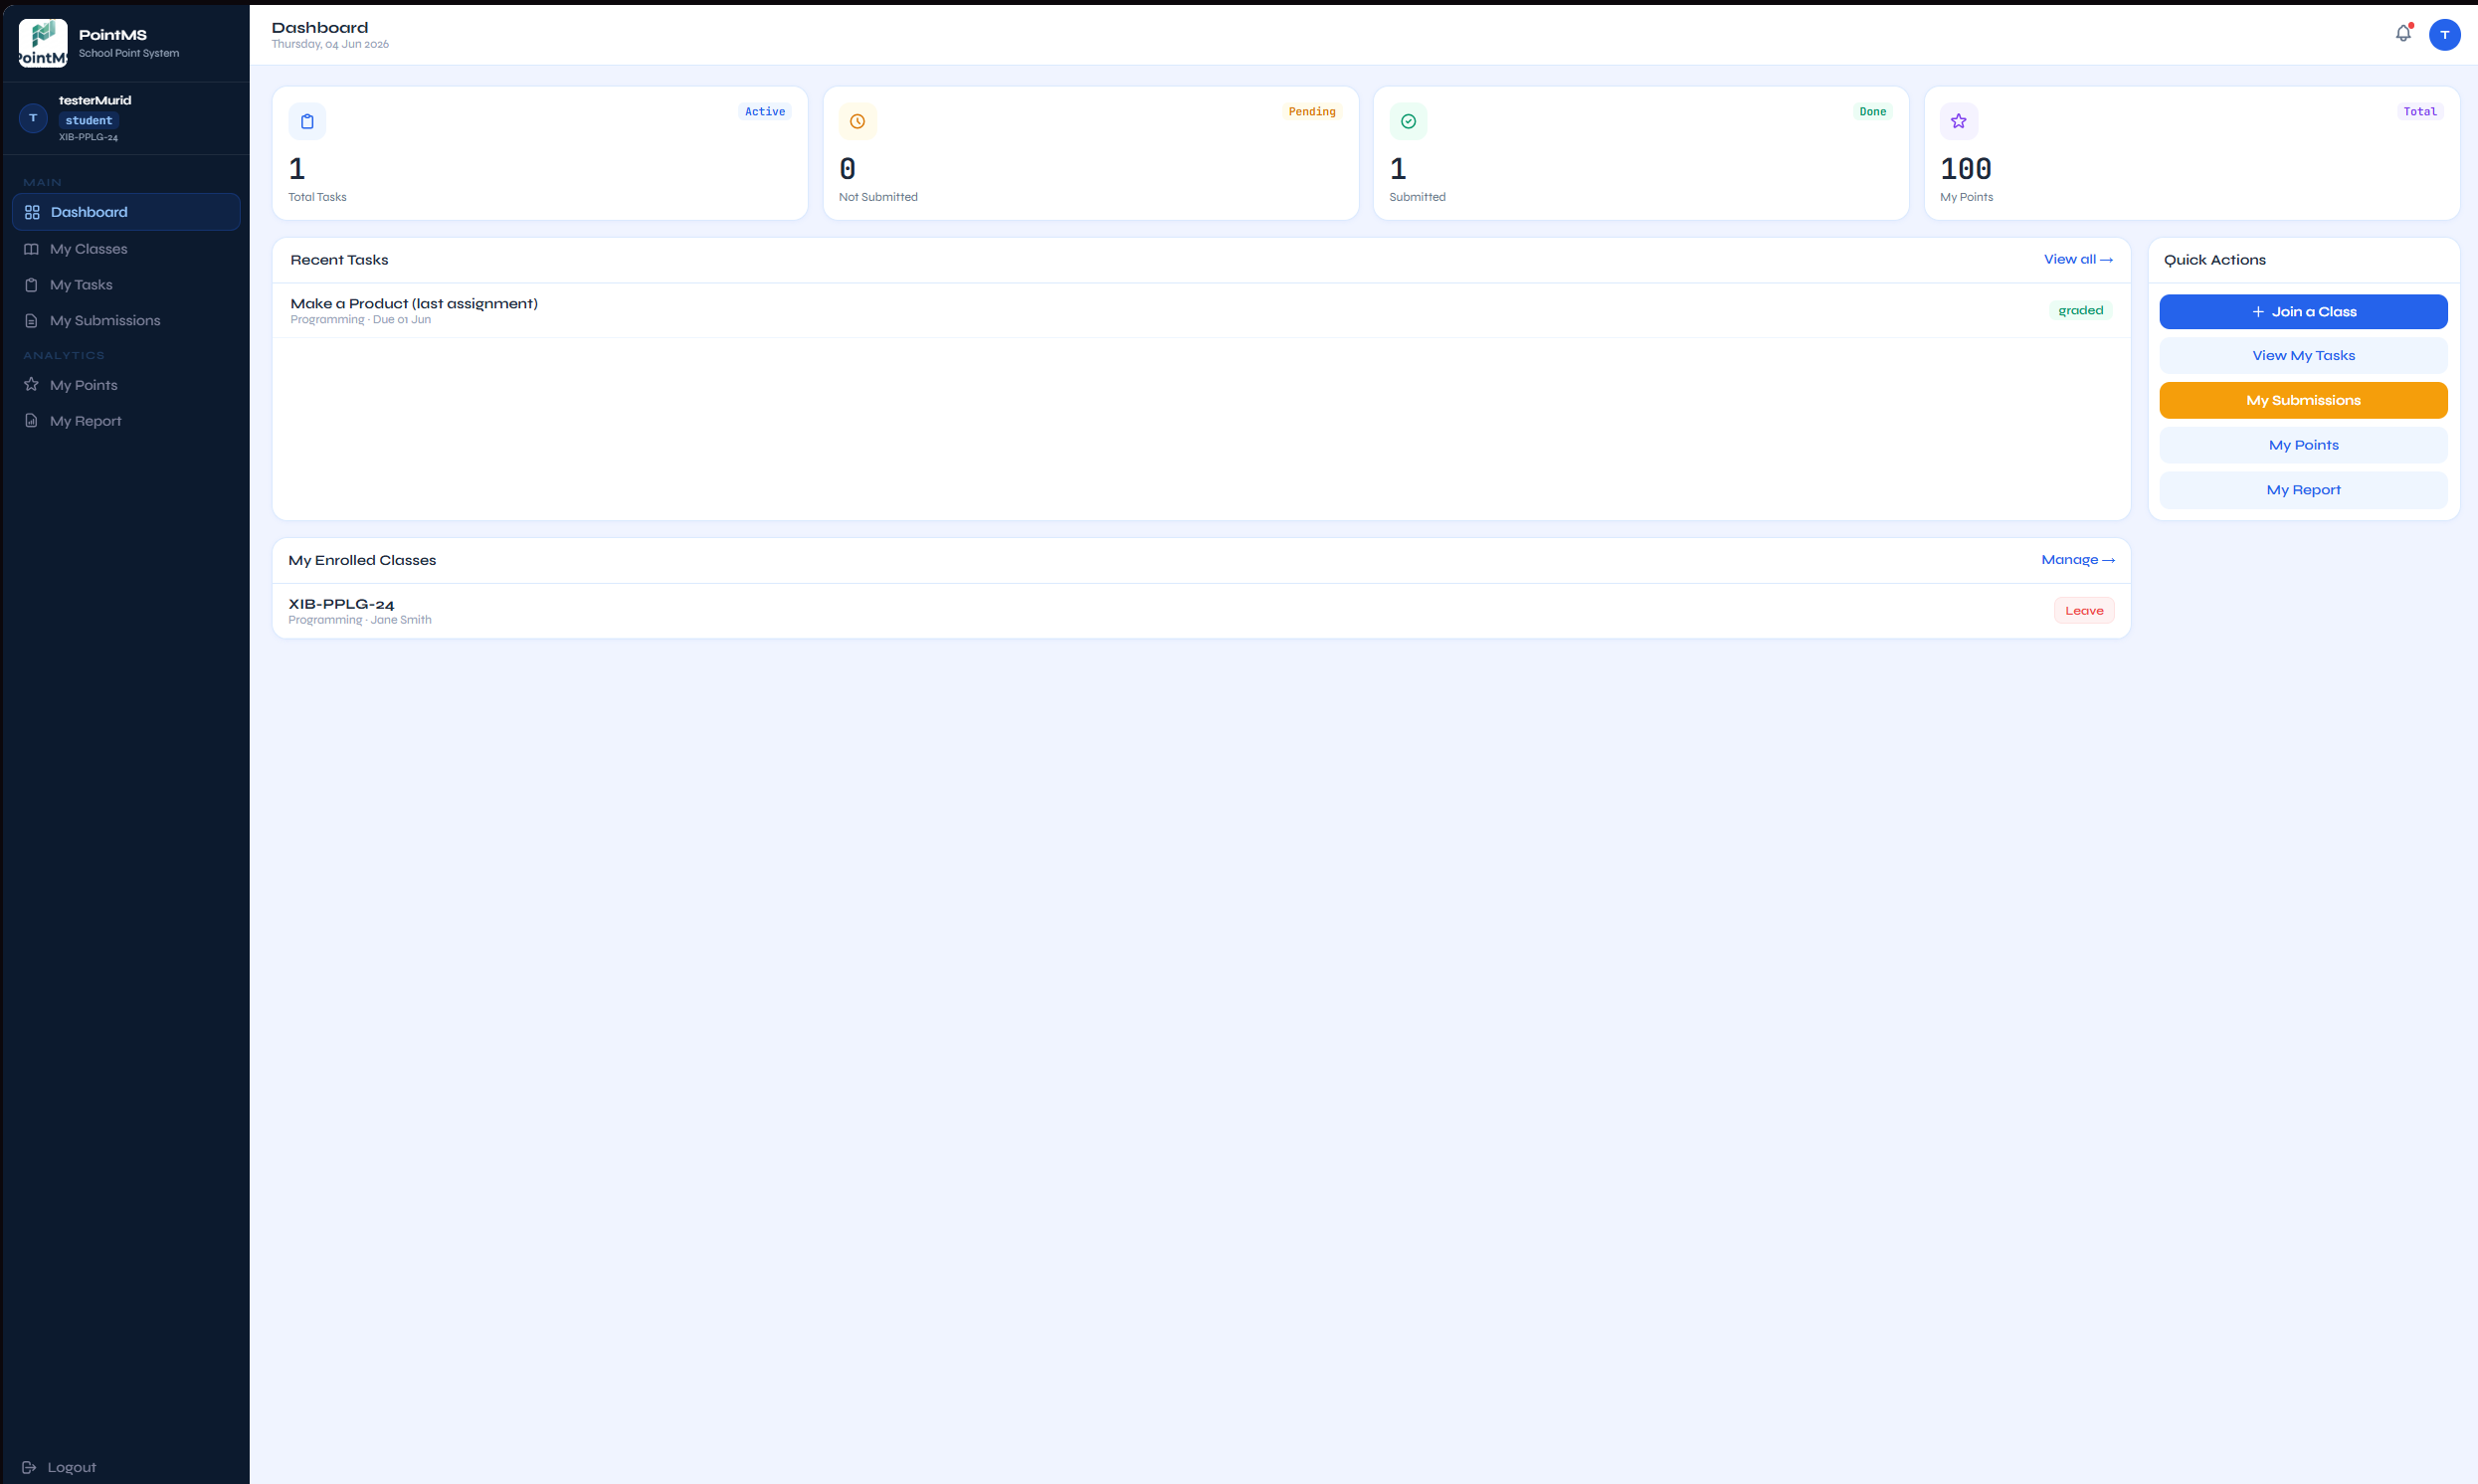 PointMS
PointMS
School Point System
T
testerMurid
student
XIB-PPLG-24
MAIN
Dashboard
My Classes
My Tasks
My Submissions
ANALYTICS
My Points
My Report
Logout
Dashboard
Thursday, 04 Jun 2026
T
Active
1
Total Tasks
Pending
0
Not Submitted
Done
1
Submitted
Total
100
My Points
Recent Tasks
View all →
Make a Product (last assignment)
Programming · Due 01 Jun
graded
Quick Actions
+ Join a Class
View My Tasks
My Submissions
My Points
My Report
My Enrolled Classes
Manage →
XIB-PPLG-24
Programming · Jane Smith
Leave